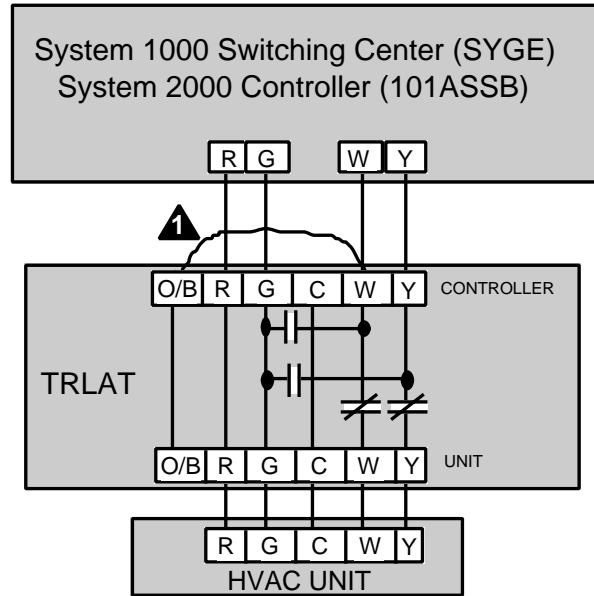 System 1000 Switching Center (SYGE)
System 2000 Controller (101ASSB)
R G W Y
1
O/B R G C W Y CONTROLLER
TRLAT
O/B R G C W Y UNIT
R G C W Y
HVAC UNIT